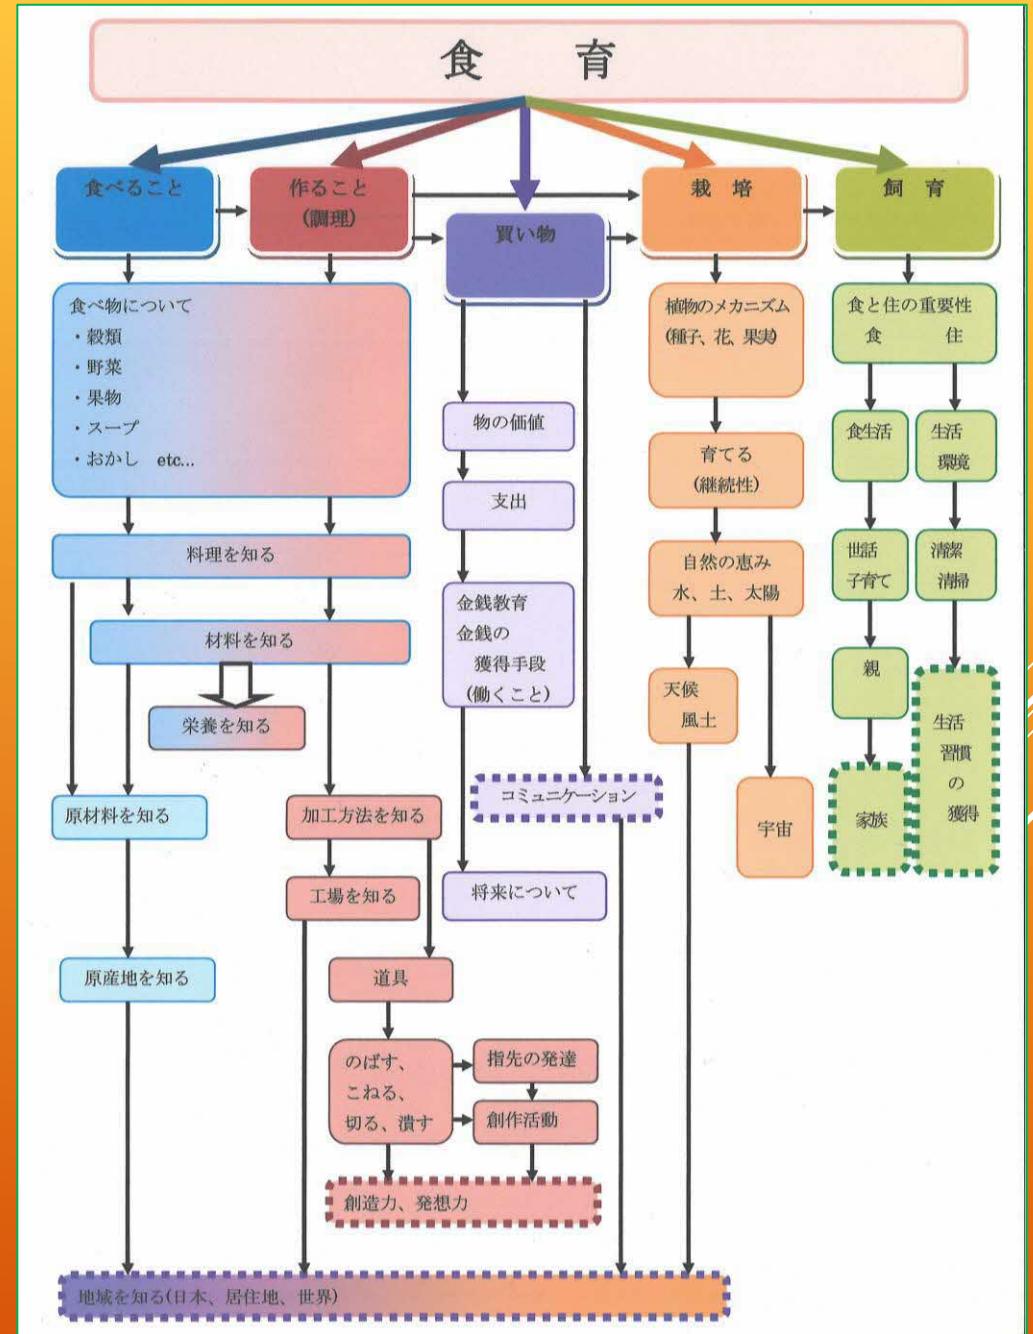 食　育
食べること
作ること
(調理)
買い物
栽　培
飼　育
食べ物について
・穀類
・野菜
・果物
・スープ
・おかし　etc...
料理を知る
材料を知る
栄養を知る
原材料を知る
原産地を知る
加工方法を知る
工場を知る
道具
のばす、
こねる、
切る、潰す
指先の発達
創作活動
創造力、発想力
物の価値
支出
金銭教育
金銭の
獲得手段
(働くこと)
コミュニケーション
将来について
植物のメカニズム
(種子、花、果実)
育てる
(継続性)
自然の恵み
水、土、太陽
天候
風土
宇宙
食と住の重要性
食　住
食生活
世話
子育て
親
家族
生活
環境
清潔
清掃
生活
習慣
の
獲得
地域を知る(日本、居住地、世界)